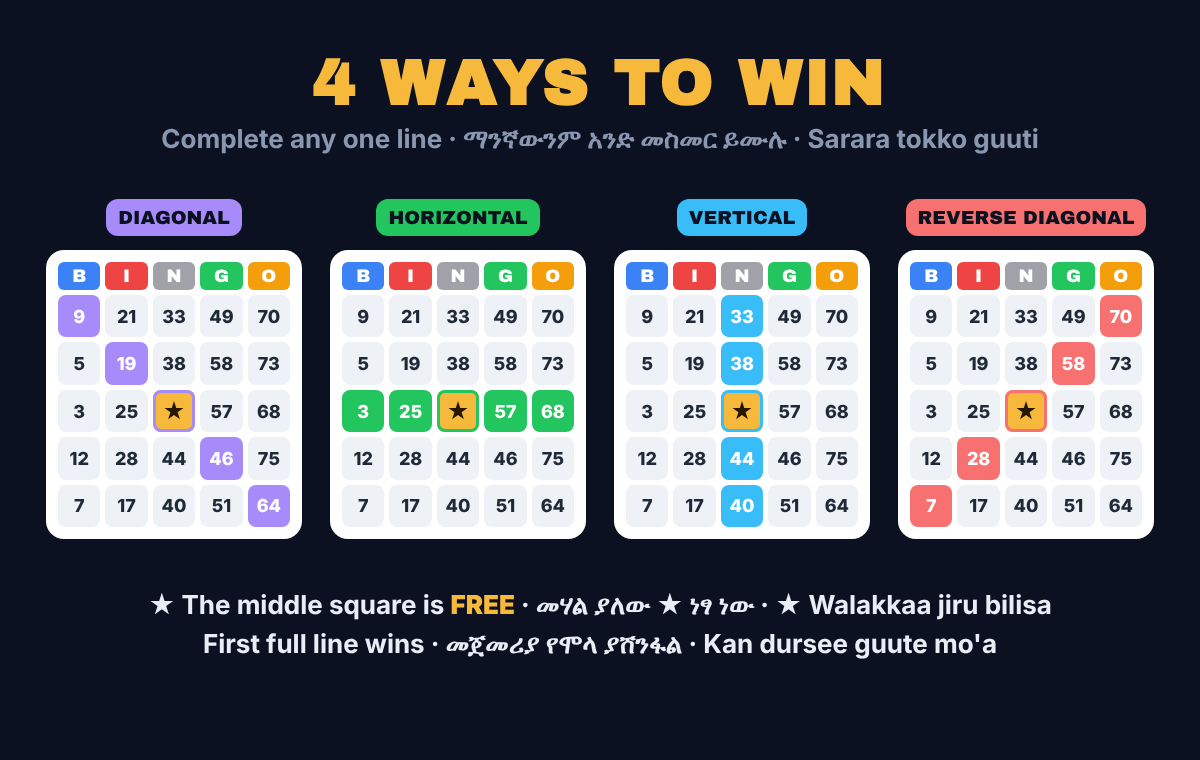 4 WAYS TO WIN
Complete any one line · ማንኛውንም አንድ መስመር ይሙሉ · Sarara tokko guuti
DIAGONAL
B I N G O
9 21 33 49 70
5 19 38 58 73
3 25 ★ 57 68
12 28 44 46 75
7 17 40 51 64
HORIZONTAL
B I N G O
9 21 33 49 70
5 19 38 58 73
3 25 ★ 57 68
12 28 44 46 75
7 17 40 51 64
VERTICAL
B I N G O
9 21 33 49 70
5 19 38 58 73
3 25 ★ 57 68
12 28 44 46 75
7 17 40 51 64
REVERSE DIAGONAL
B I N G O
9 21 33 49 70
5 19 38 58 73
3 25 ★ 57 68
12 28 44 46 75
7 17 40 51 64
★ The middle square is FREE · መሃል ያለው ★ ነፃ ነው · ★ Walakkaa jiru bilisa
First full line wins · መጀመሪያ የሞላ ያሸንፋል · Kan dursee guute mo'a